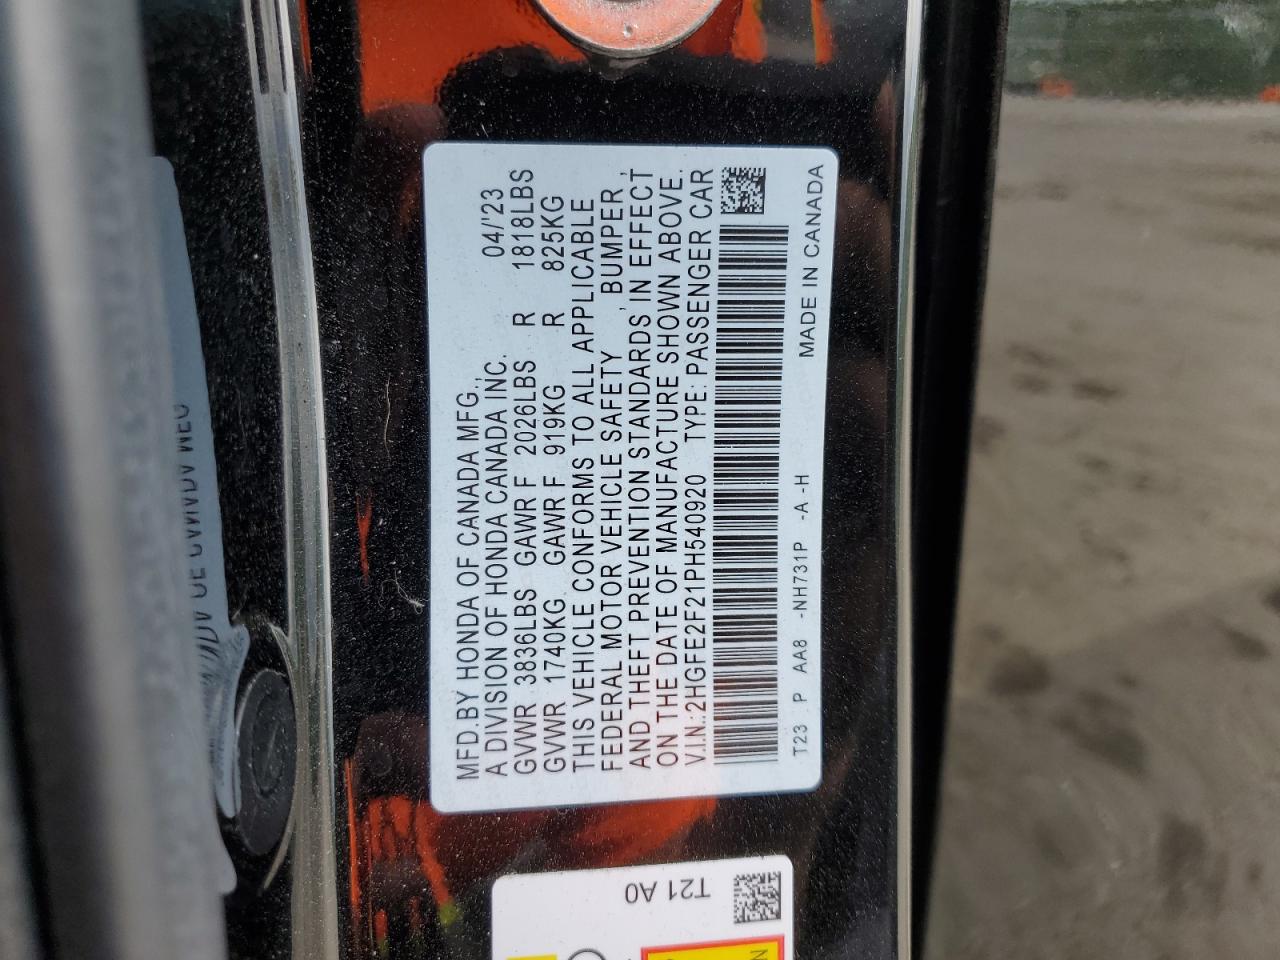 MFD.BY HONDA OF CANADA MFG.,
A DIVISION OF HONDA CANADA INC. 04/'23
GVWR 3836LBS GAWR F 2026LBS R 1818LBS
GVWR 1740KG GAWR F 919KG R 825KG
THIS VEHICLE CONFORMS TO ALL APPLICABLE
FEDERAL MOTOR VEHICLE SAFETY , BUMPER ,
AND THEFT PREVENTION STANDARDS IN EFFECT
ON THE DATE OF MANUFACTURE SHOWN ABOVE.
V.I.N.:2HGFE2F21PH540920 TYPE: PASSENGER CAR
T23 P AA8 -NH731P -A -H MADE IN CANADA
T21 A0